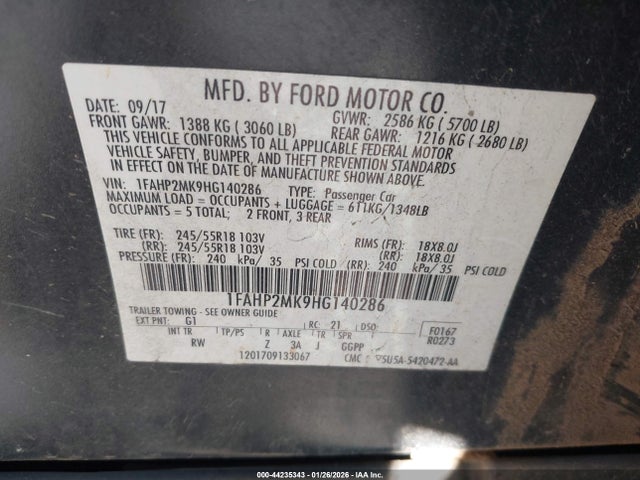 MFD. BY FORD MOTOR CO.
DATE: 09/17 GVWR: 2586 KG ( 5700 LB)
FRONT GAWR: 1388 KG ( 3060 LB) REAR GAWR: 1216 KG ( 2680 LB)
THIS VEHICLE CONFORMS TO ALL APPLICABLE FEDERAL MOTOR
VEHICLE SAFETY, BUMPER, AND THEFT PREVENTION STANDARDS
IN EFFECT ON THE DATE OF MANUFACTURE SHOWN ABOVE.
VIN: 1FAHP2MK9HG140286 TYPE: Passenger Car
MAXIMUM LOAD = OCCUPANTS + LUGGAGE = 611KG/1348LB
OCCUPANTS = 5 TOTAL; 2 FRONT, 3 REAR
TIRE (FR): 245/55R18 103V RIMS (FR): 18X8.0J
(RR): 245/55R18 103V (RR): 18X8.0J
PRESSURE (FR): 240 kPa/ 35 PSI COLD (RR): 240 kPa/ 35 PSI COLD
1FAHP2MK9HG140286
TRAILER TOWING - SEE OWNER GUIDE
EXT PNT: G1 RC: 21 DSO: F0167
INT TR TP/PS R AXLE TR SPR R0273
RW Z 3A J GGPP
1201709133067 CMC 5U5A-5420472-AA
000-44235343 | 01/26/2026 - IAA Inc.